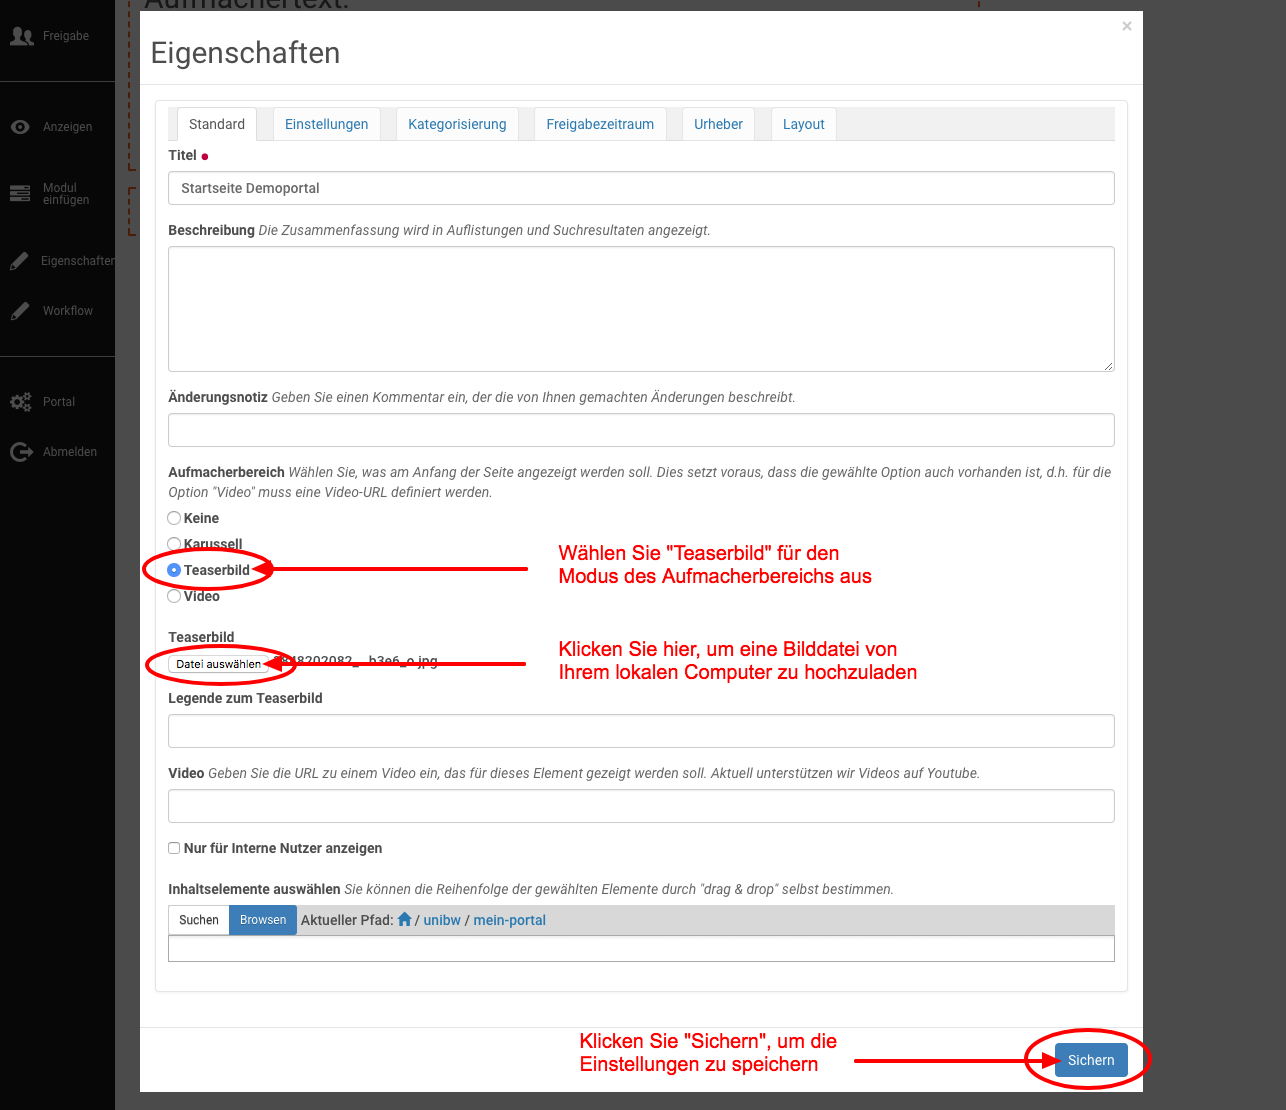 Aufmachertext.
Freigabe
Anzeigen
Modul
einfügen
Eigenschaften
Workflow
Portal
Abmelden
×
Eigenschaften
Standard Einstellungen Kategorisierung Freigabezeitraum Urheber Layout
Titel
Startseite Demoportal
Beschreibung Die Zusammenfassung wird in Auflistungen und Suchresultaten angezeigt.
Änderungsnotiz Geben Sie einen Kommentar ein, der die von Ihnen gemachten Änderungen beschreibt.
Aufmacherbereich Wählen Sie, was am Anfang der Seite angezeigt werden soll. Dies setzt voraus, dass die gewählte Option auch vorhanden ist, d.h. für die
Option "Video" muss eine Video-URL definiert werden.
Keine
Karussell
Teaserbild
Video
Wählen Sie "Teaserbild" für den
Modus des Aufmacherbereichs aus
Teaserbild
Datei auswählen
Klicken Sie hier, um eine Bilddatei von
Ihrem lokalen Computer zu hochzuladen
Legende zum Teaserbild
Video Geben Sie die URL zu einem Video ein, das für dieses Element gezeigt werden soll. Aktuell unterstützen wir Videos auf Youtube.
Nur für Interne Nutzer anzeigen
Inhaltselemente auswählen Sie können die Reihenfolge der gewählten Elemente durch "drag & drop" selbst bestimmen.
Suchen Browsen Aktueller Pfad: / unibw / mein-portal
Klicken Sie "Sichern", um die
Einstellungen zu speichern
Sichern